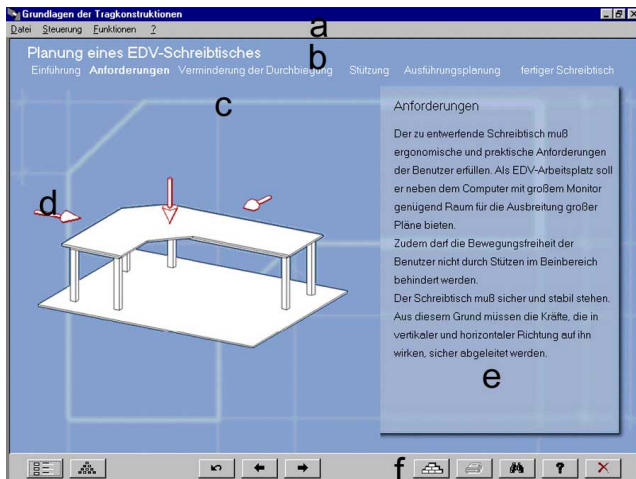 Grundlagen der Tragkonstruktionen
Datei Steuerung Funktionen ?
a
Planung eines EDV-Schreibtisches
b
Einführung Anforderungen Verminderung der Durchbiegung Stützung Ausführungsplanung fertiger Schreibtisch
c
Anforderungen
Der zu entwerfende Schreibtisch muß
ergonomische und praktische Anforderungen
der Benutzer erfüllen. Als EDV-Arbeitsplatz soll
er neben dem Computer mit großem Monitor
genügend Raum für die Ausbreitung großer
Pläne bieten.
Zudem darf die Bewegungsfreiheit der
Benutzer nicht durch Stützen im Beinbereich
behindert werden.
Der Schreibtisch muß sicher und stabil stehen.
Aus diesem Grund müssen die Kräfte, die in
vertikaler und horizontaler Richtung auf ihn
wirken, sicher abgeleitet werden.
d
e
f
?